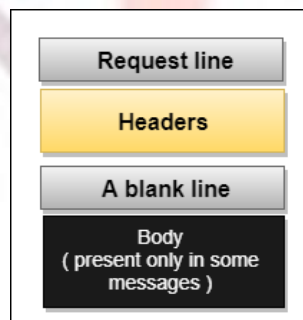 Request line
Headers
A blank line
Body
( present only in some
messages )